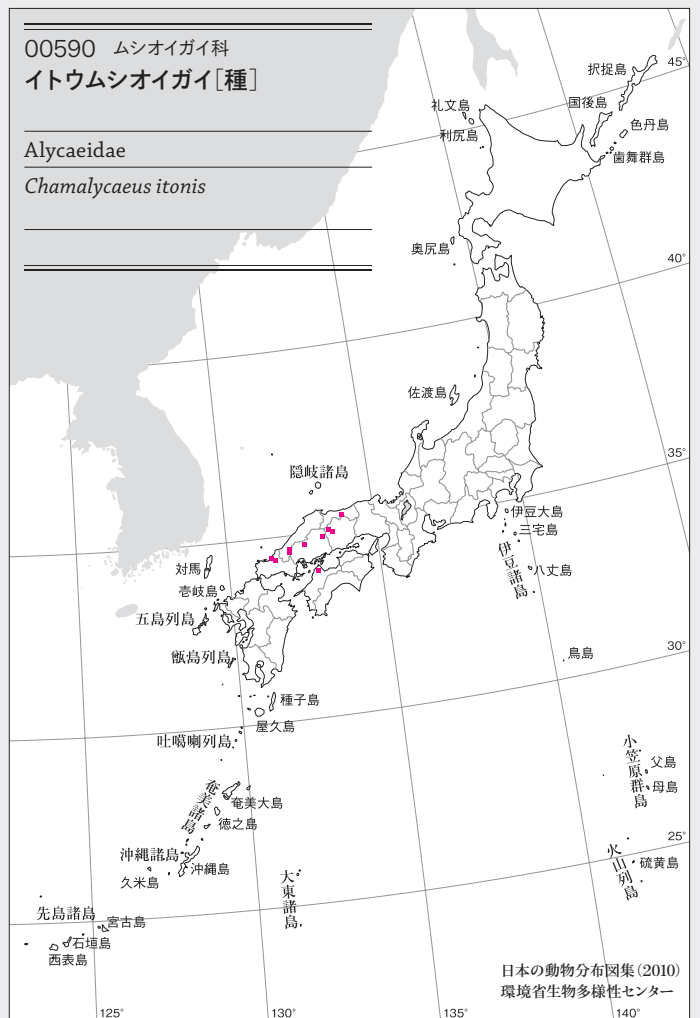 00590 ムシオイガイ科
イトウムシオイガイ[種]
Alycaeidae
Chamalycaeus itonis
択捉島
45°
礼文島
国後島
利尻島
色丹島
歯舞群島
奥尻島
40°
佐渡島
35°
隠岐諸島
伊豆大島
三宅島
伊豆諸島
八丈島
対馬
壱岐島
五島列島
甑島列島
30°
鳥島
種子島
屋久島
吐噶喇列島
小笠原群島
父島
母島
奄美諸島
奄美大島
徳之島
25°
沖縄諸島
沖縄島
久米島
火山列島
硫黄島
大東諸島
先島諸島
宮古島
石垣島
西表島
日本の動物分布図集(2010)
環境省生物多様性センター
125°
130°
135°
140°